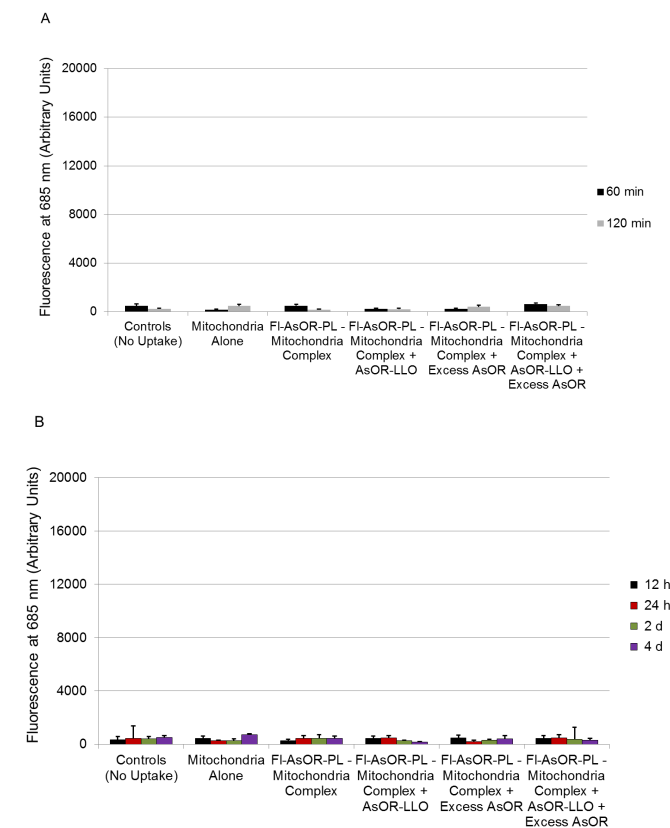 A
Fluorescence at 685 nm (Arbitrary Units)
20000
16000
12000
8000
4000
0
60 min
120 min
Controls
(No Uptake)
Mitochondria
Alone
Fl-AsOR-PL -
Mitochondria
Complex
Fl-AsOR-PL -
Mitochondria
Complex +
AsOR-LLO
Fl-AsOR-PL -
Mitochondria
Complex +
Excess AsOR
Fl-AsOR-PL -
Mitochondria
Complex +
AsOR-LLO +
Excess AsOR
B
Fluorescence at 685 nm (Arbitrary Units)
20000
16000
12000
8000
4000
0
12 h
24 h
2 d
4 d
Controls
(No Uptake)
Mitochondria
Alone
Fl-AsOR-PL -
Mitochondria
Complex
Fl-AsOR-PL -
Mitochondria
Complex +
AsOR-LLO
Fl-AsOR-PL -
Mitochondria
Complex +
Excess AsOR
Fl-AsOR-PL -
Mitochondria
Complex +
AsOR-LLO +
Excess AsOR